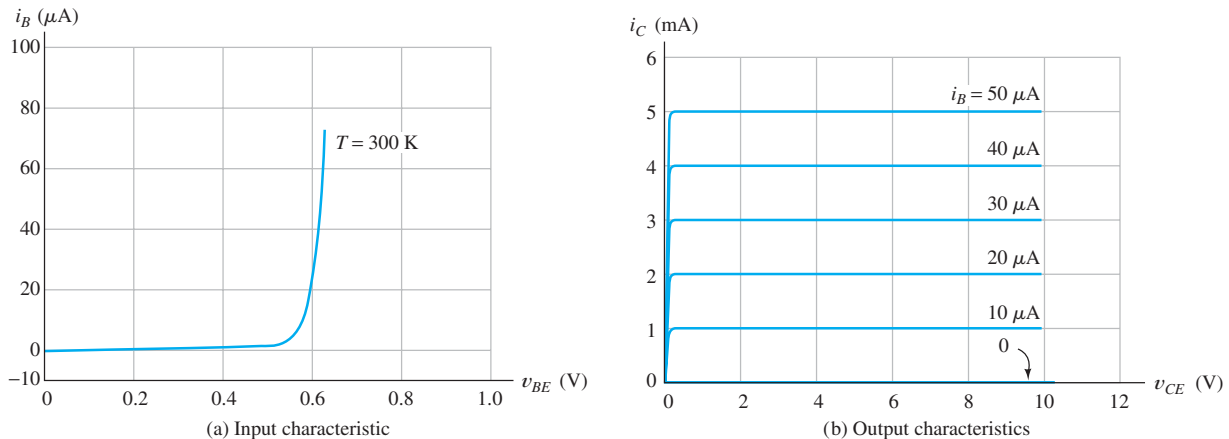 i_B (μA)
100
80
60
40
20
0
−10
T = 300 K
0
0.2
0.4
0.6
0.8
1.0
v_BE (V)
(a) Input characteristic
i_C (mA)
6
5
4
3
2
1
0
i_B = 50 μA
40 μA
30 μA
20 μA
10 μA
0
0
2
4
6
8
10
12
v_CE (V)
(b) Output characteristics